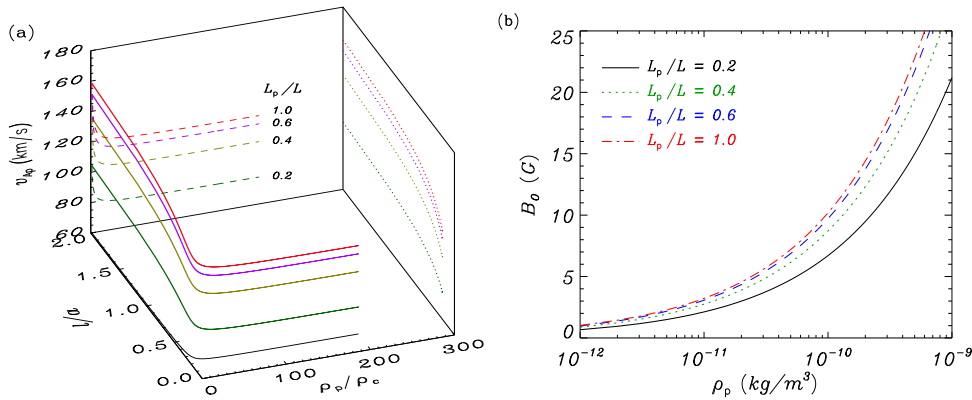 (a)
180
160
140
120
100
80
60
v_Ap (km/s)
2.0
1.5
1.0
0.5
0.0
l/a
0
100
200
300
ρ_p/ρ_c
L_p/L
1.0
0.6
0.4
0.2
(b)
25
20
15
10
5
0
B_0 (G)
L_p/L = 0.2
L_p/L = 0.4
L_p/L = 0.6
L_p/L = 1.0
10^-12
10^-11
10^-10
10^-9
ρ_p (kg/m^3)